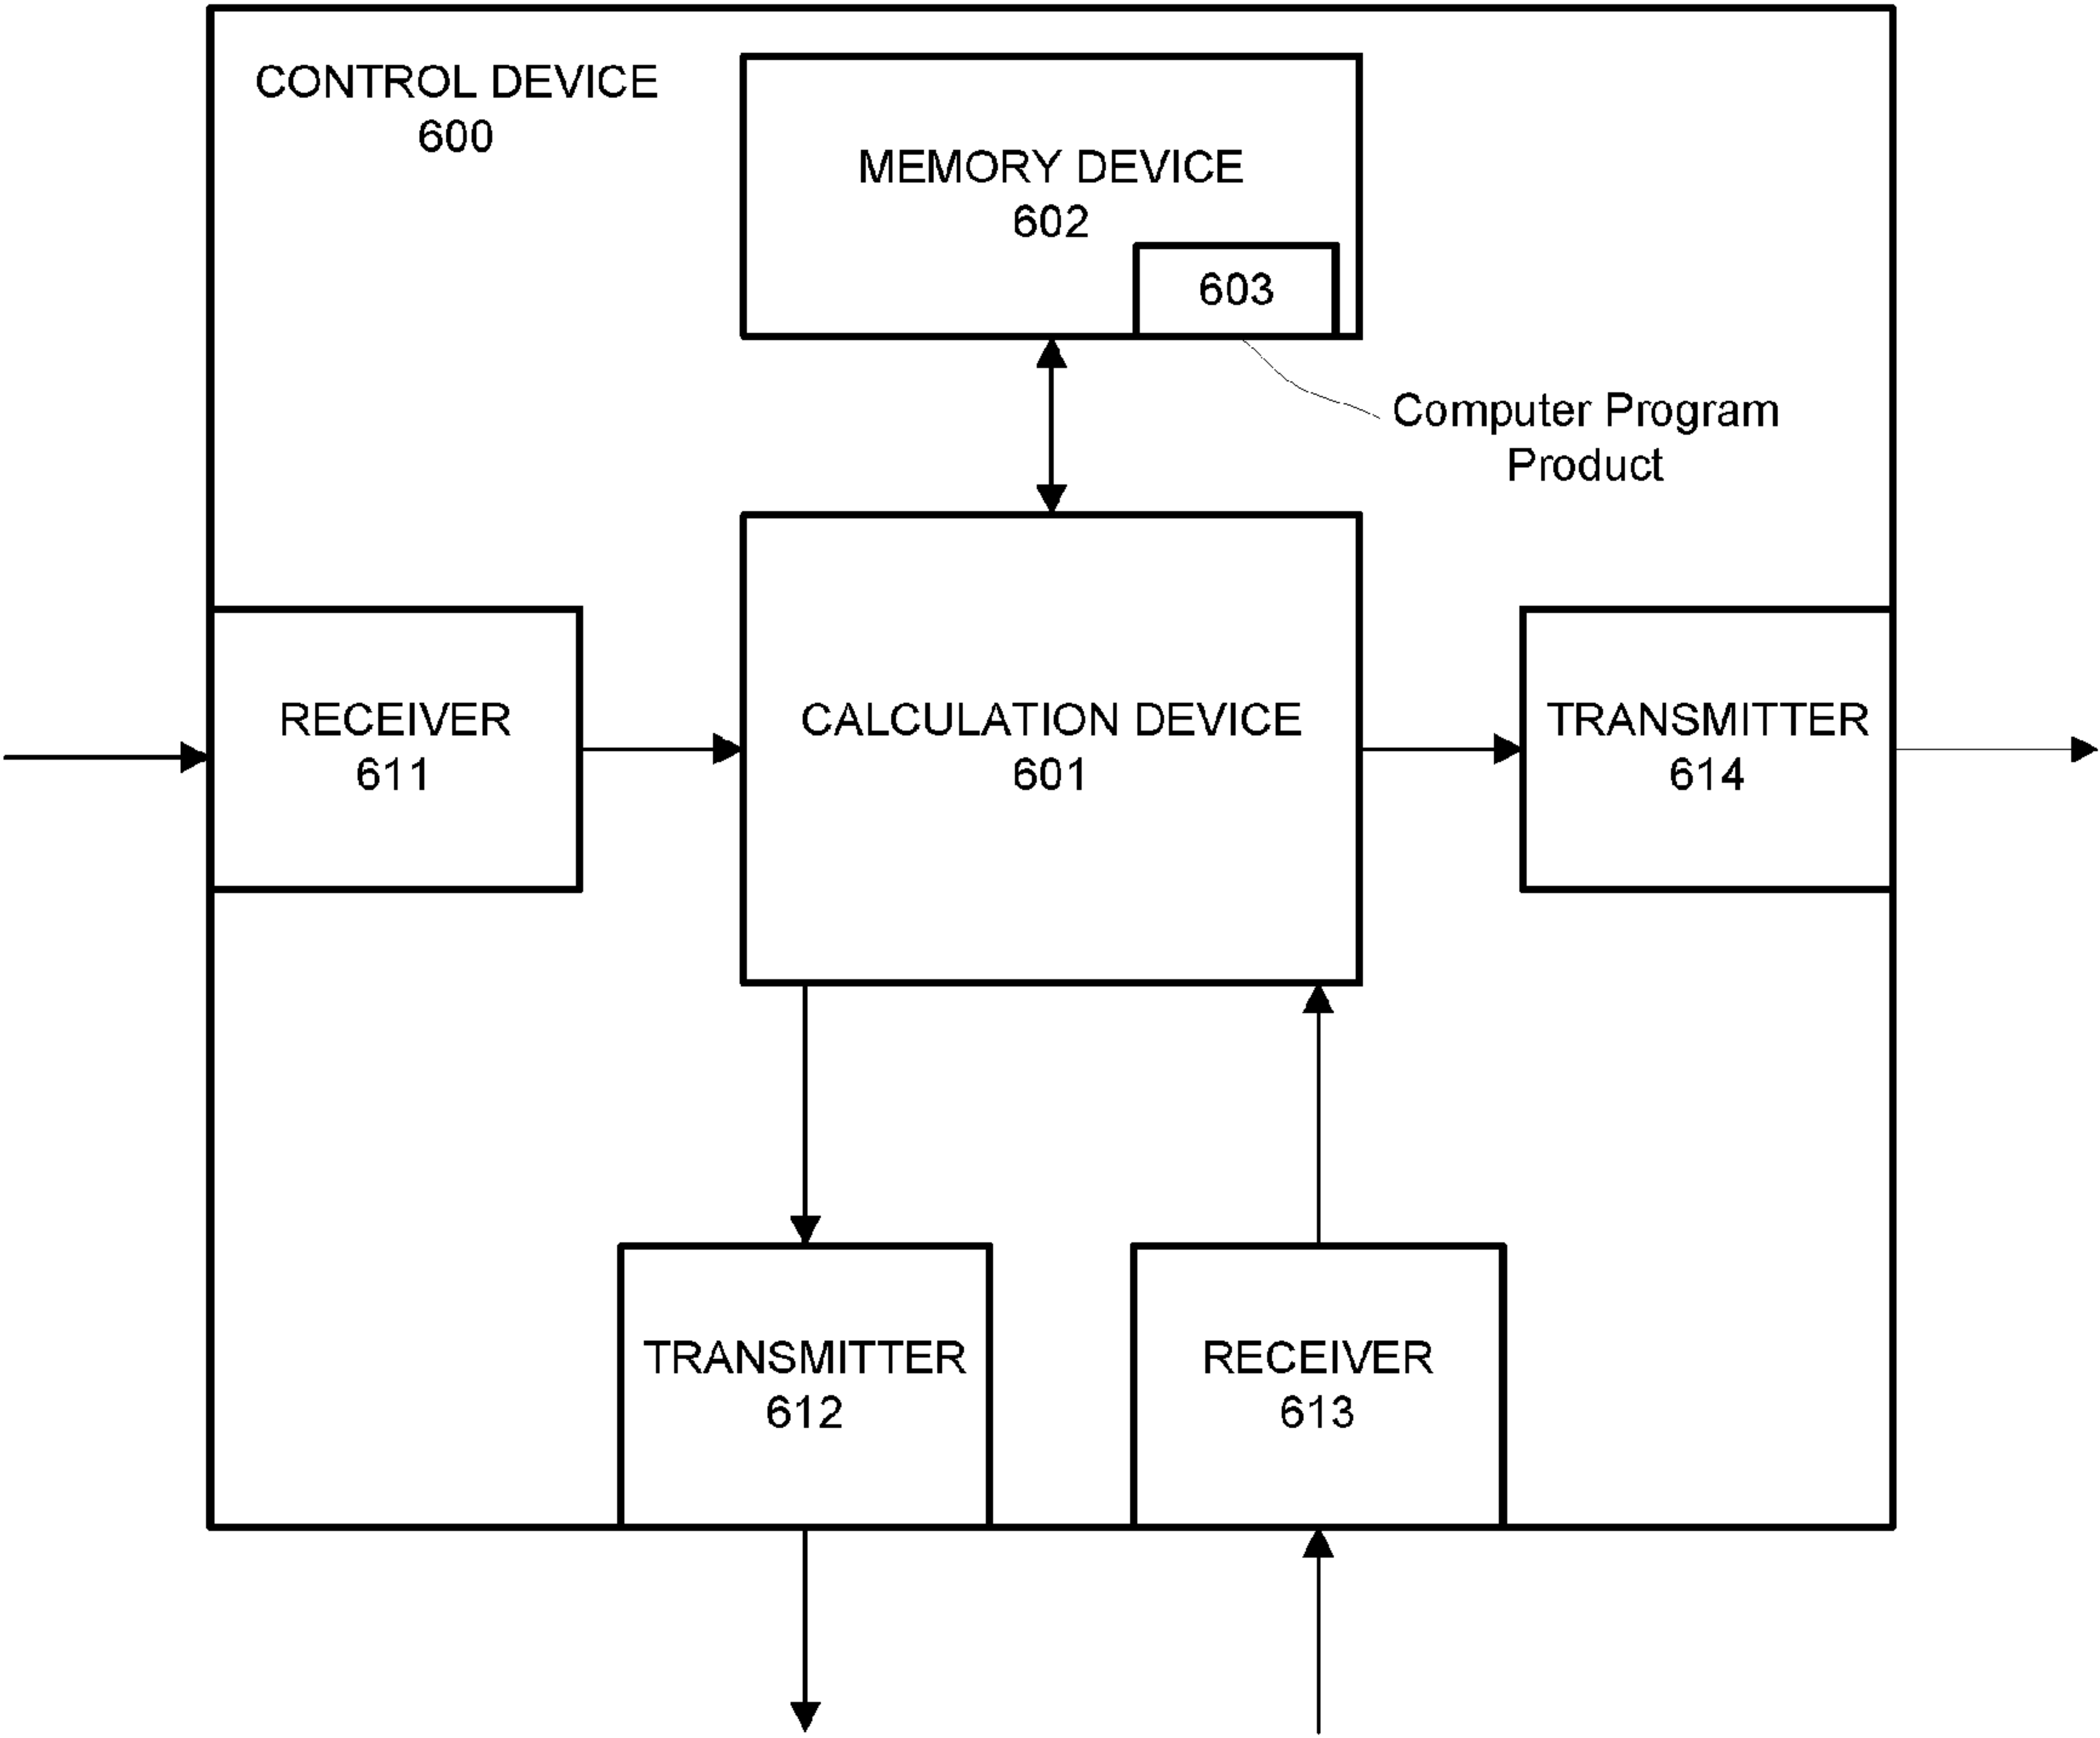 CONTROL DEVICE
600
MEMORY DEVICE
602
603
Computer Program
Product
RECEIVER
611
CALCULATION DEVICE
601
TRANSMITTER
614
TRANSMITTER
612
RECEIVER
613